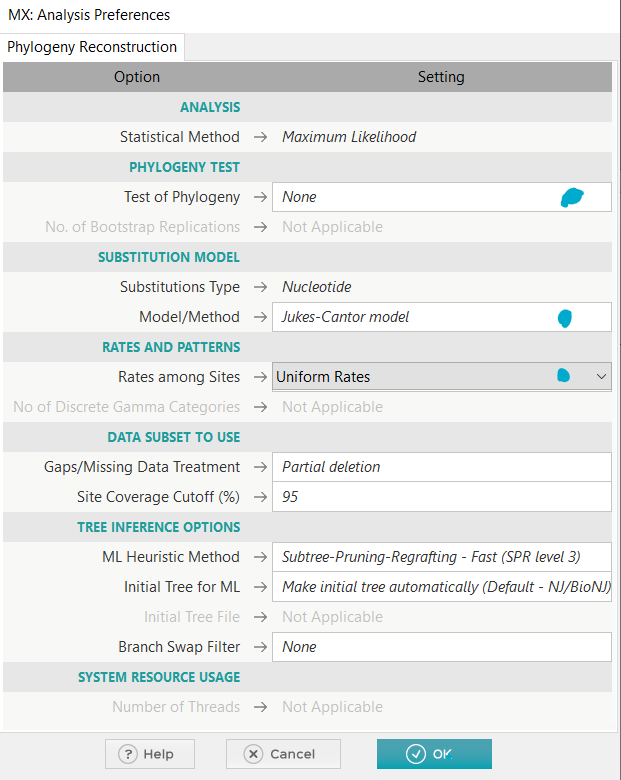 MX: Analysis Preferences
Phylogeny Reconstruction
Option Setting
ANALYSIS
Statistical Method → Maximum Likelihood
PHYLOGENY TEST
Test of Phylogeny → None
No. of Bootstrap Replications → Not Applicable
SUBSTITUTION MODEL
Substitutions Type → Nucleotide
Model/Method → Jukes-Cantor model
RATES AND PATTERNS
Rates among Sites → Uniform Rates
No of Discrete Gamma Categories → Not Applicable
DATA SUBSET TO USE
Gaps/Missing Data Treatment → Partial deletion
Site Coverage Cutoff (%) → 95
TREE INFERENCE OPTIONS
ML Heuristic Method → Subtree-Pruning-Regrafting - Fast (SPR level 3)
Initial Tree for ML → Make initial tree automatically (Default - NJ/BioNJ)
Initial Tree File → Not Applicable
Branch Swap Filter → None
SYSTEM RESOURCE USAGE
Number of Threads → Not Applicable
? Help Cancel OK